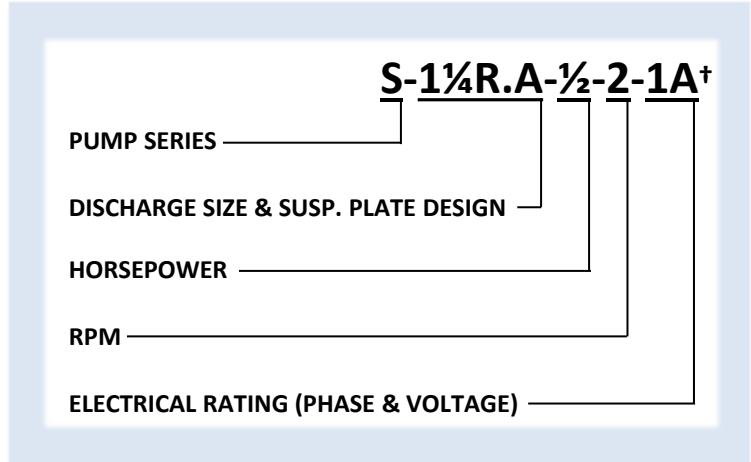 S-1¼R.A-½-2-1A†
PUMP SERIES
DISCHARGE SIZE & SUSP. PLATE DESIGN
HORSEPOWER
RPM
ELECTRICAL RATING (PHASE & VOLTAGE)